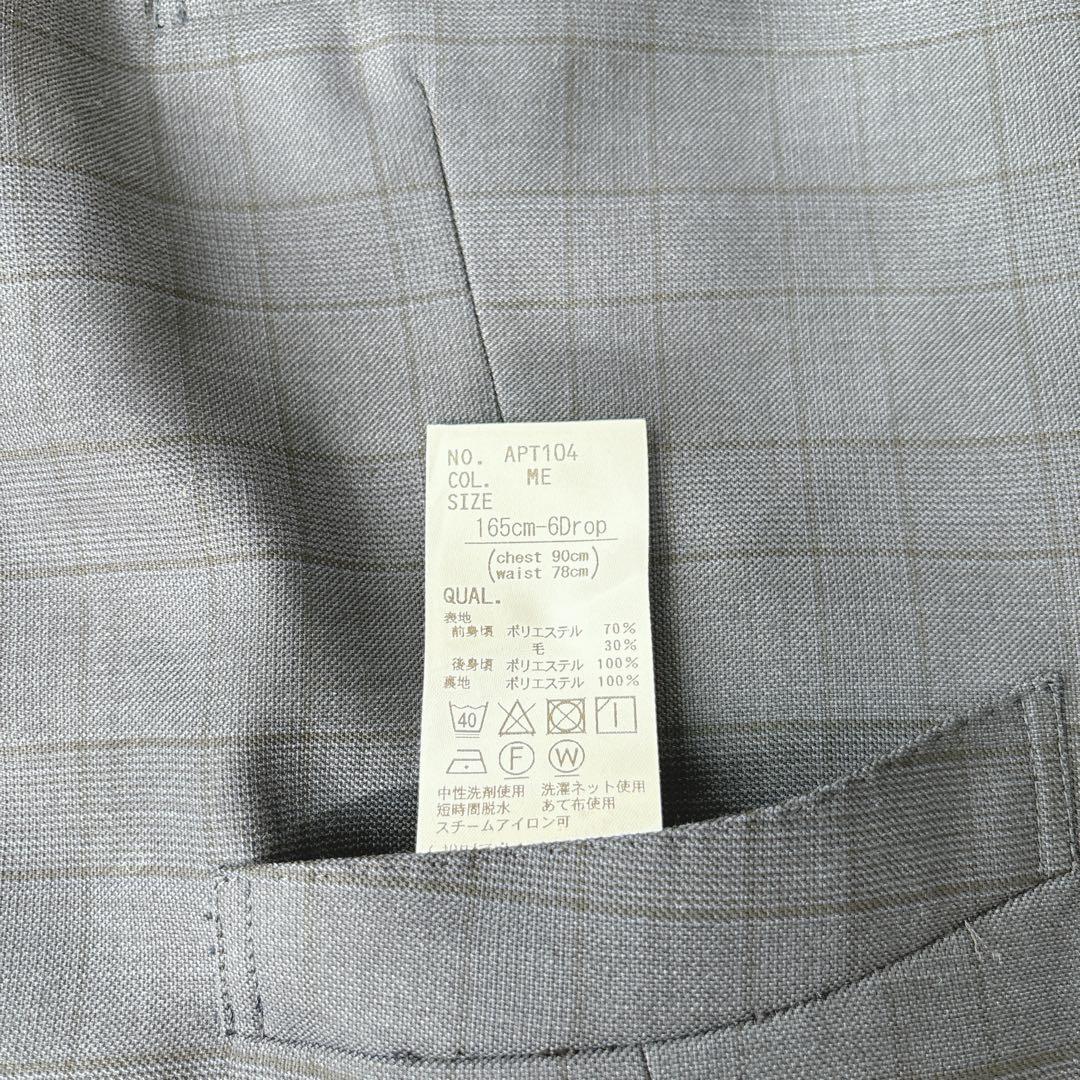 NO. APT104
COL. ME
SIZE
165cm-6Drop
(chest 90cm
waist 78cm)
QUAL.
表地
前身頃 ポリエステル 70%
毛 30%
後身頃 ポリエステル 100%
裏地 ポリエステル 100%
40
F W
中性洗剤使用 洗濯ネット使用
短時間脱水 あて布使用
スチームアイロン可